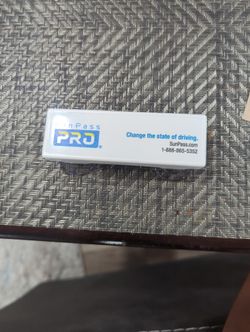 SunPass
PRO
Change the state of driving.
SunPass.com
1-888-865-5352